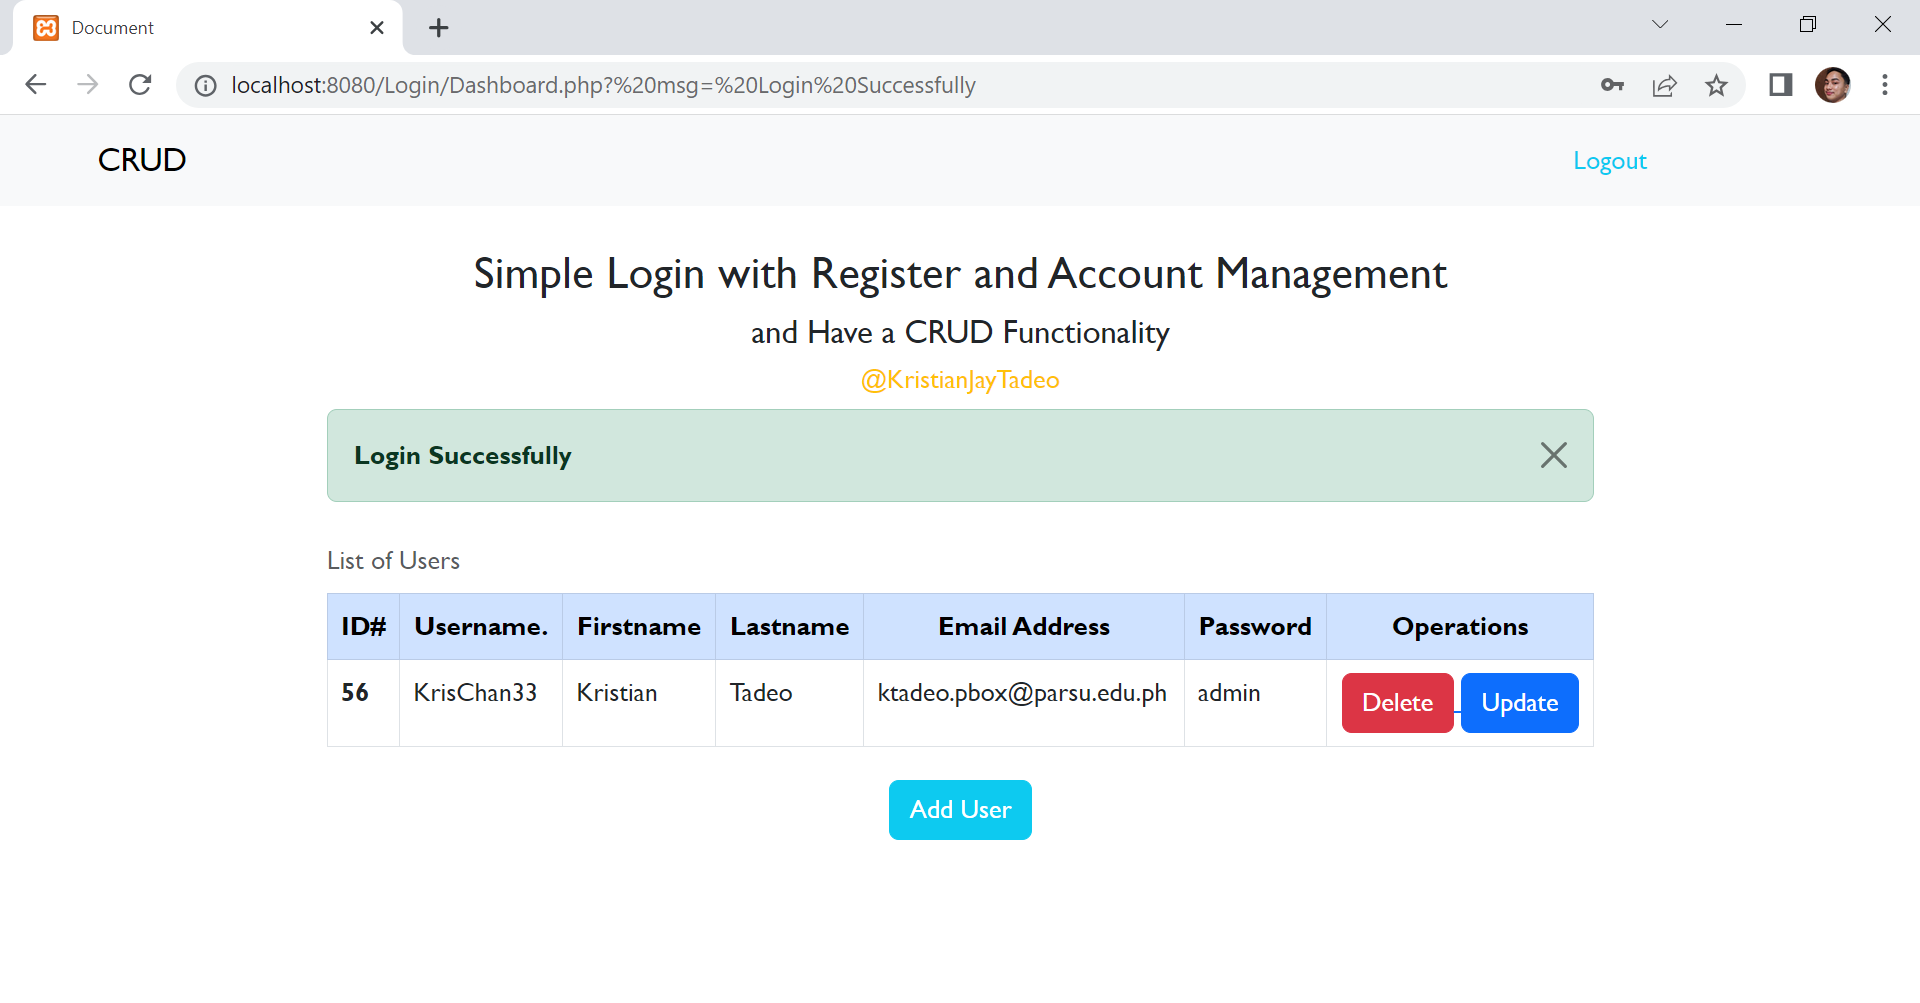 Document
localhost:8080/Login/Dashboard.php?%20msg=%20Login%20Successfully
CRUD
Logout
Simple Login with Register and Account Management
and Have a CRUD Functionality
@KristianJayTadeo
Login Successfully
List of Users
ID# Username. Firstname Lastname Email Address Password Operations
56 KrisChan33 Kristian Tadeo ktadeo.pbox@parsu.edu.ph admin Delete Update
Add User